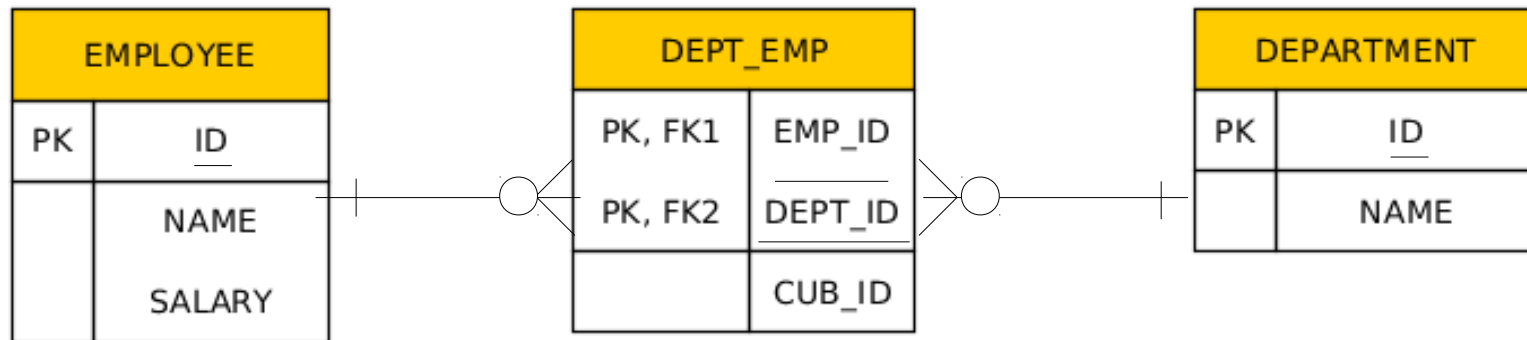 EMPLOYEE
PK ID
NAME
SALARY
DEPT_EMP
PK, FK1 EMP_ID
PK, FK2 DEPT_ID
CUB_ID
DEPARTMENT
PK ID
NAME